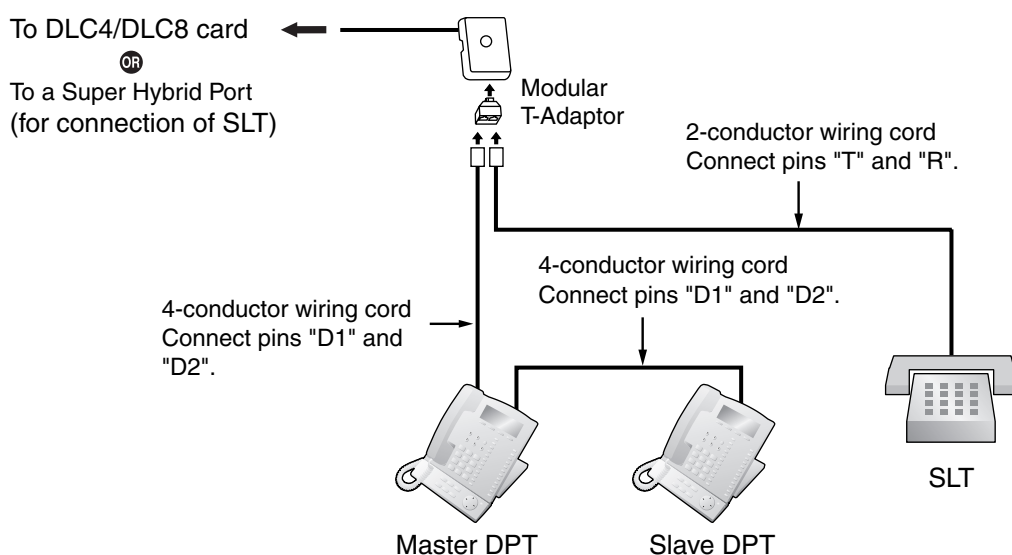 To DLC4/DLC8 card
OR
To a Super Hybrid Port
(for connection of SLT)
Modular
T-Adaptor
2-conductor wiring cord
Connect pins "T" and "R".
4-conductor wiring cord
Connect pins "D1" and "D2".
4-conductor wiring cord
Connect pins "D1" and
"D2".
SLT
Master DPT
Slave DPT